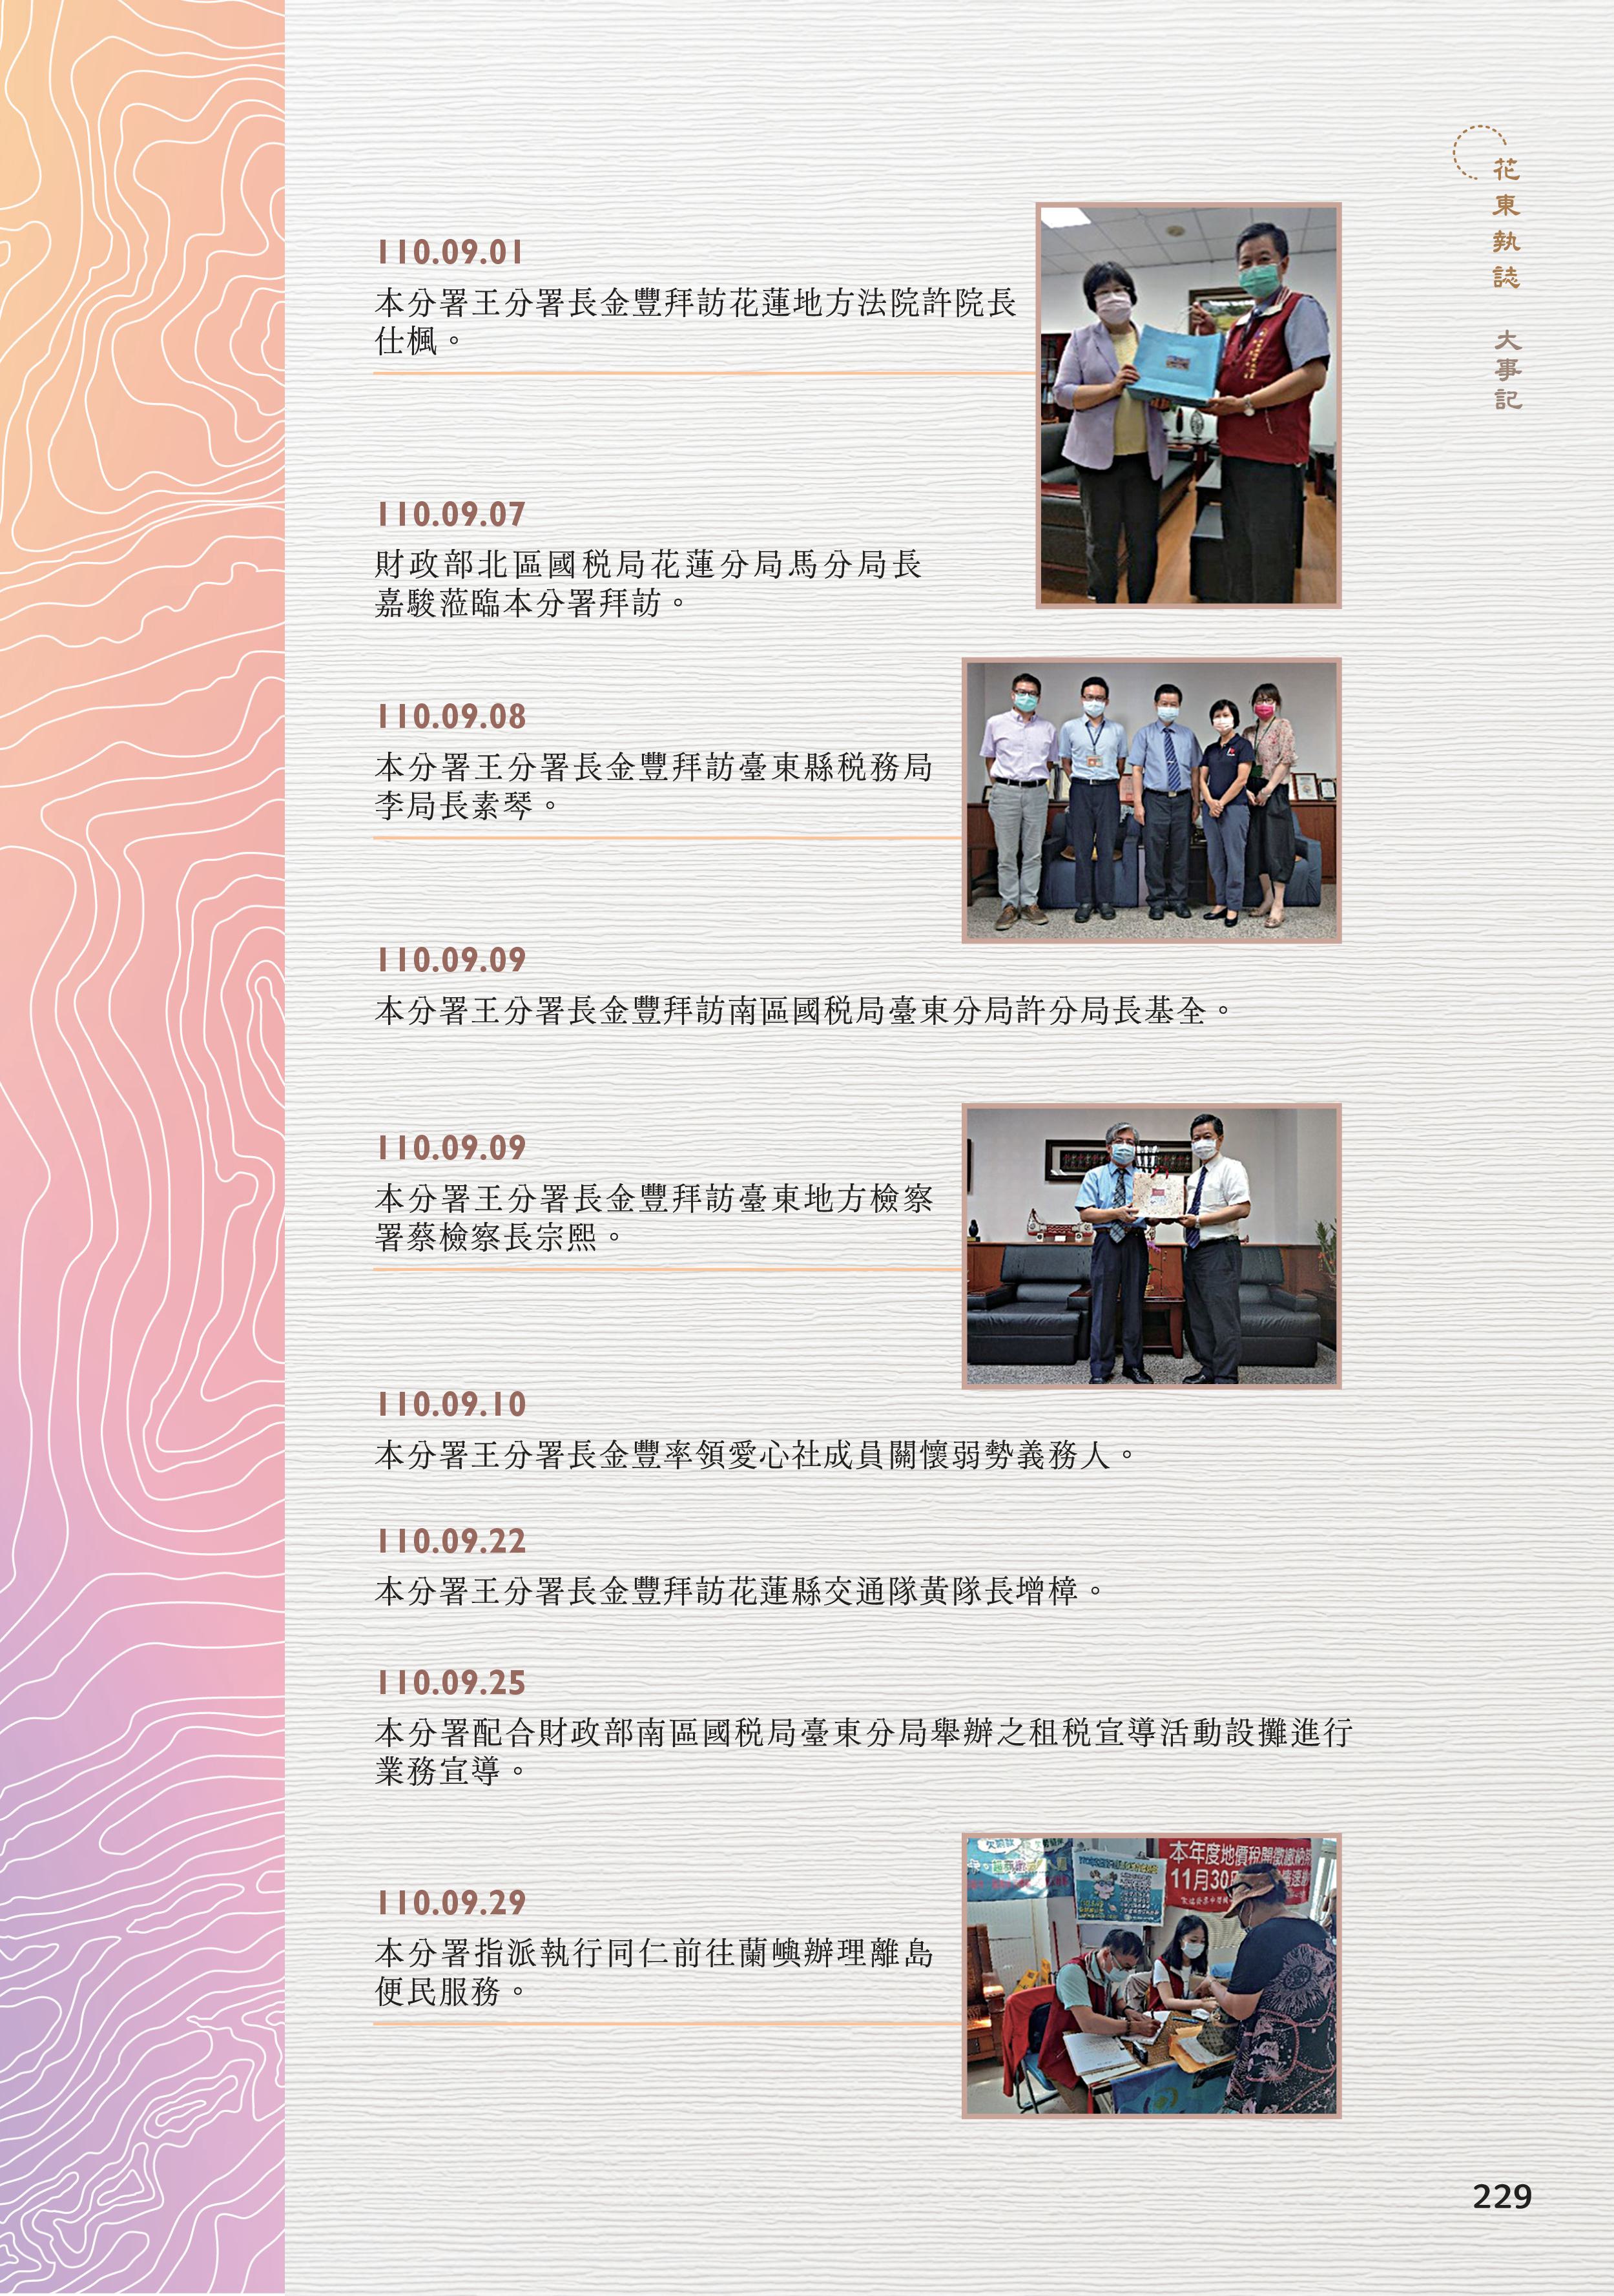 花東執誌 大事記
110.09.01
本分署王分署長金豐拜訪花蓮地方法院許院長
仕楓。
110.09.07
財政部北區國稅局花蓮分局馬分局長
嘉駿蒞臨本分署拜訪。
110.09.08
本分署王分署長金豐拜訪臺東縣稅務局
李局長素琴。
110.09.09
本分署王分署長金豐拜訪南區國稅局臺東分局許分局長基全。
110.09.09
本分署王分署長金豐拜訪臺東地方檢察
署蔡檢察長宗熙。
110.09.10
本分署王分署長金豐率領愛心社成員關懷弱勢義務人。
110.09.22
本分署王分署長金豐拜訪花蓮縣交通隊黃隊長增樟。
110.09.25
本分署配合財政部南區國稅局臺東分局舉辦之租稅宣導活動設攤進行
業務宣導。
110.09.29
本分署指派執行同仁前往蘭嶼辦理離島
便民服務。
本年度地價稅開徵繳納
11月30
229